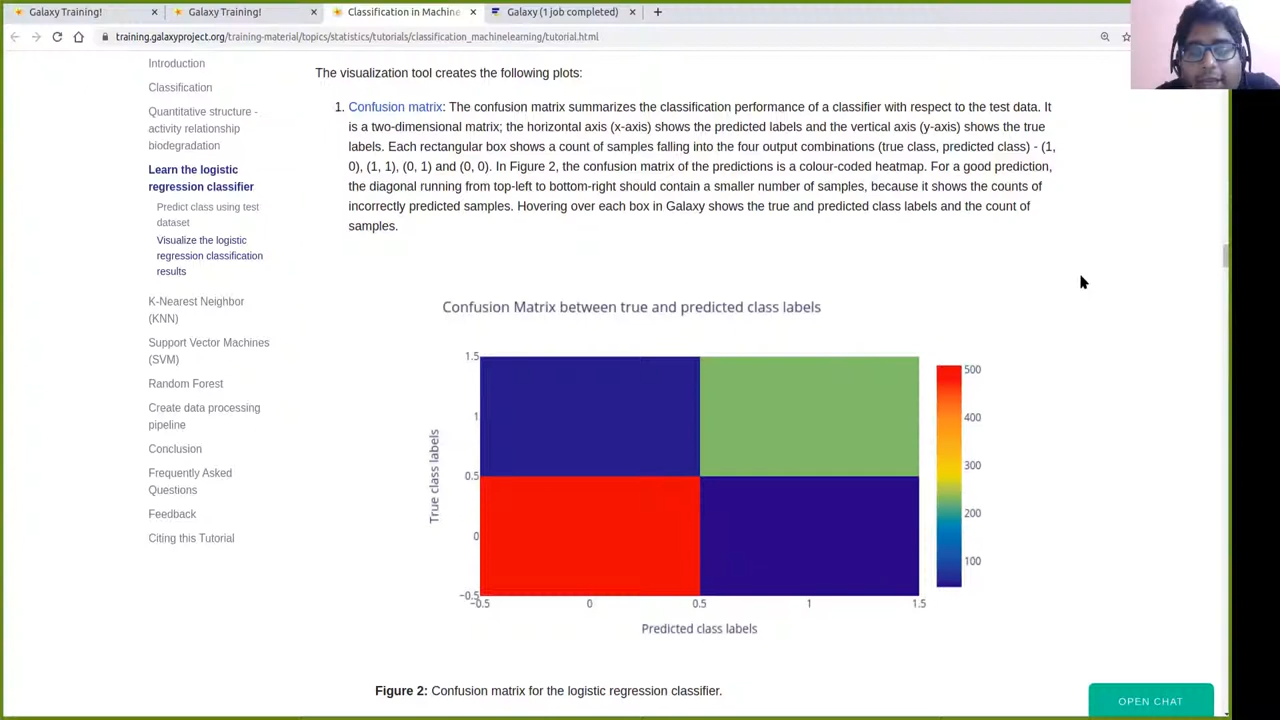 Galaxy Training!
Galaxy Training!
Classification in Machine
Galaxy (1 job completed)
training.galaxyproject.org/training-material/topics/statistics/tutorials/classification_machinelearning/tutorial.html
Introduction
Classification
Quantitative structure -
activity relationship
biodegradation
Learn the logistic
regression classifier
Predict class using test
dataset
Visualize the logistic
regression classification
results
K-Nearest Neighbor
(KNN)
Support Vector Machines
(SVM)
Random Forest
Create data processing
pipeline
Conclusion
Frequently Asked
Questions
Feedback
Citing this Tutorial
The visualization tool creates the following plots:
1. Confusion matrix: The confusion matrix summarizes the classification performance of a classifier with respect to the test data. It
is a two-dimensional matrix; the horizontal axis (x-axis) shows the predicted labels and the vertical axis (y-axis) shows the true
labels. Each rectangular box shows a count of samples falling into the four output combinations (true class, predicted class) - (1,
0), (1, 1), (0, 1) and (0, 0). In Figure 2, the confusion matrix of the predictions is a colour-coded heatmap. For a good prediction,
the diagonal running from top-left to bottom-right should contain a smaller number of samples, because it shows the counts of
incorrectly predicted samples. Hovering over each box in Galaxy shows the true and predicted class labels and the count of
samples.
Confusion Matrix between true and predicted class labels
1.5
1
0.5
0
−0.5
True class labels
−0.5 0 0.5 1 1.5
Predicted class labels
500
400
300
200
100
Figure 2: Confusion matrix for the logistic regression classifier.
OPEN CHAT